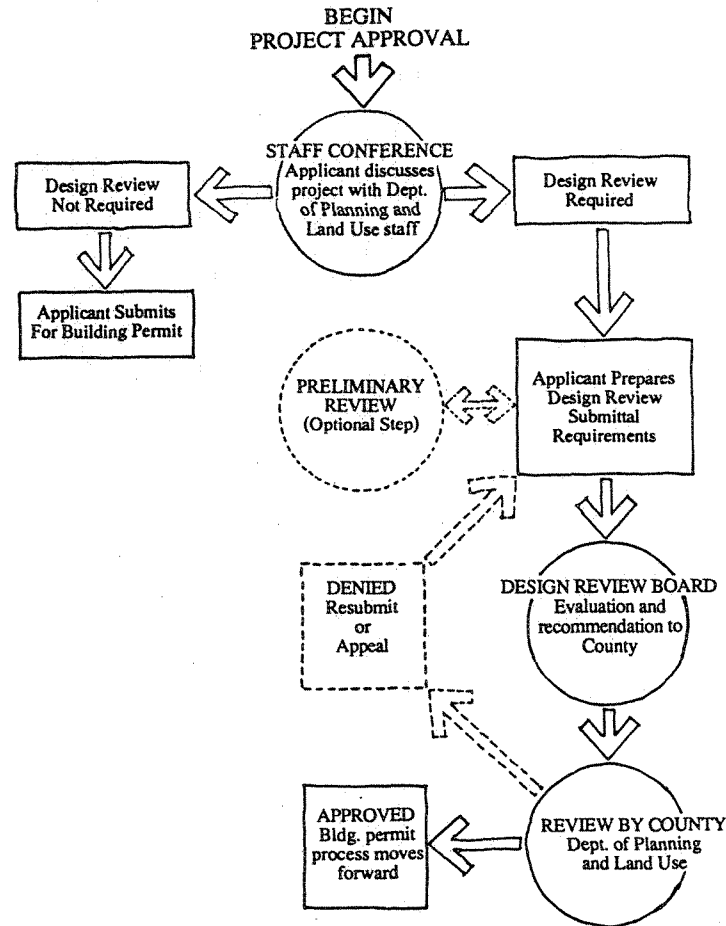 BEGIN
PROJECT APPROVAL
STAFF CONFERENCE
Applicant discusses
project with Dept.
of Planning and
Land Use staff
Design Review
Not Required
Design Review
Required
Applicant Submits
For Building Permit
PRELIMINARY
REVIEW
(Optional Step)
Applicant Prepares
Design Review
Submittal
Requirements
DENIED
Resubmit
or
Appeal
DESIGN REVIEW BOARD
Evaluation and
recommendation to
County
APPROVED
Bldg. permit
process moves
forward
REVIEW BY COUNTY
Dept. of Planning
and Land Use